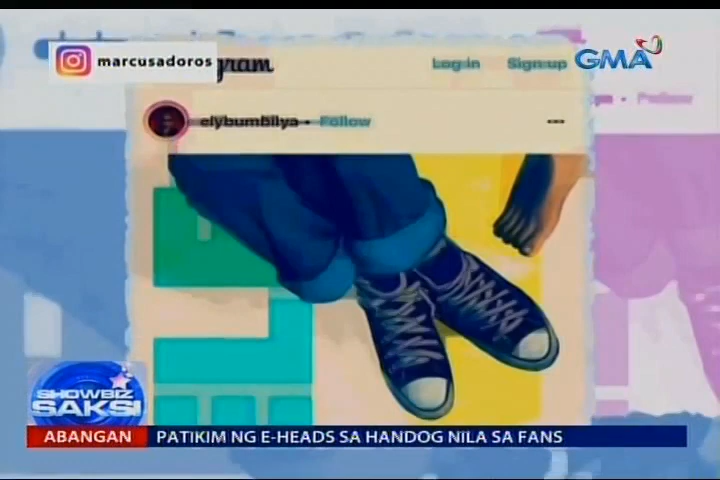 marcusadoros
gram
Log in Sign up
GMA
elybumbilya • Follow
SHOWBIZ
SAKSI
ABANGAN PATIKIM NG E-HEADS SA HANDOG NILA SA FANS